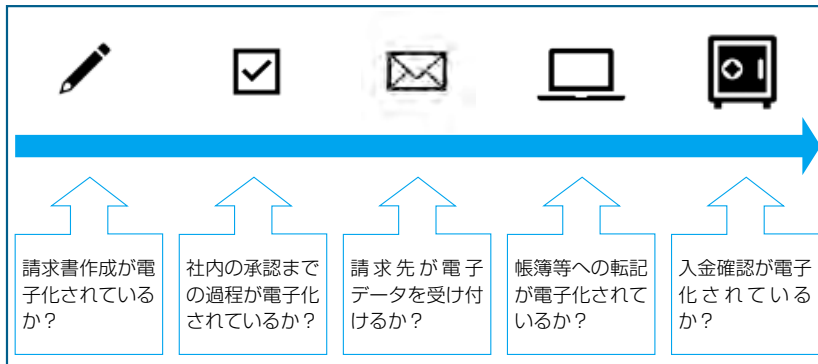 請求書作成が電
子化されている
か？
社内の承認まで
の過程が電子化
されているか？
請求先が電子
データを受け付
けるか？
帳簿等への転記
が電子化されて
いるか？
入金確認が電子
化されている
か？